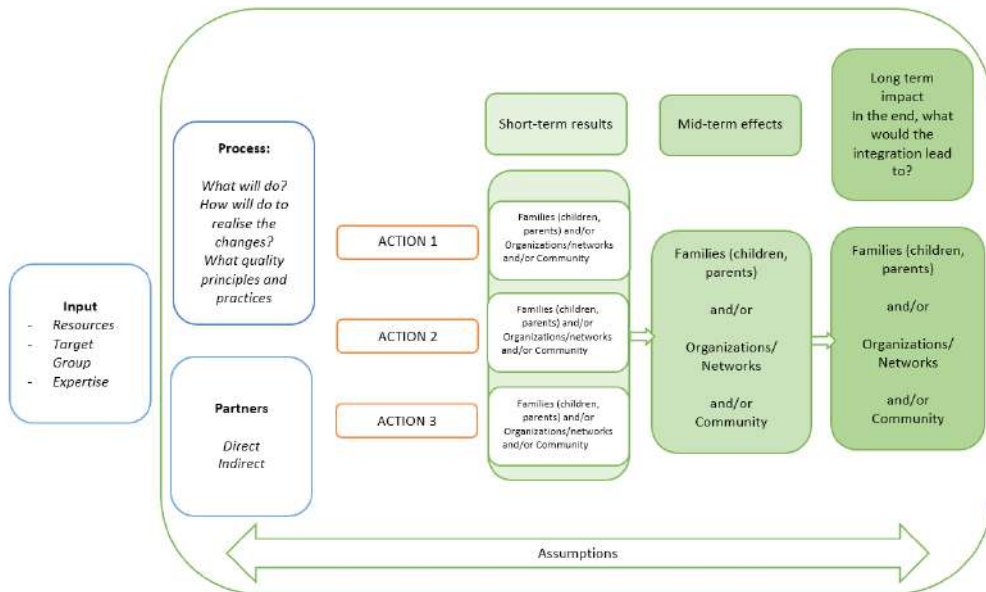 Input
- Resources
- Target
Group
- Expertise
Process:
What will do?
How will do to
realise the
changes?
What quality
principles and
practices
Partners
Direct
Indirect
ACTION 1
ACTION 2
ACTION 3
Short-term results
Families (children,
parents) and/or
Organizations/networks
and/or Community
Families (children,
parents) and/or
Organizations/networks
and/or Community
Families (children,
parents) and/or
Organizations/networks
and/or Community
Mid-term effects
Families (children,
parents)
and/or
Organizations/
Networks
and/or
Community
Long term
impact
In the end, what
would the
integration lead
to?
Families (children,
parents)
and/or
Organizations/
Networks
and/or
Community
Assumptions